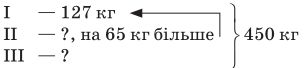 I — 127 кг
II — ?, на 65 кг більше
III — ?
450 кг